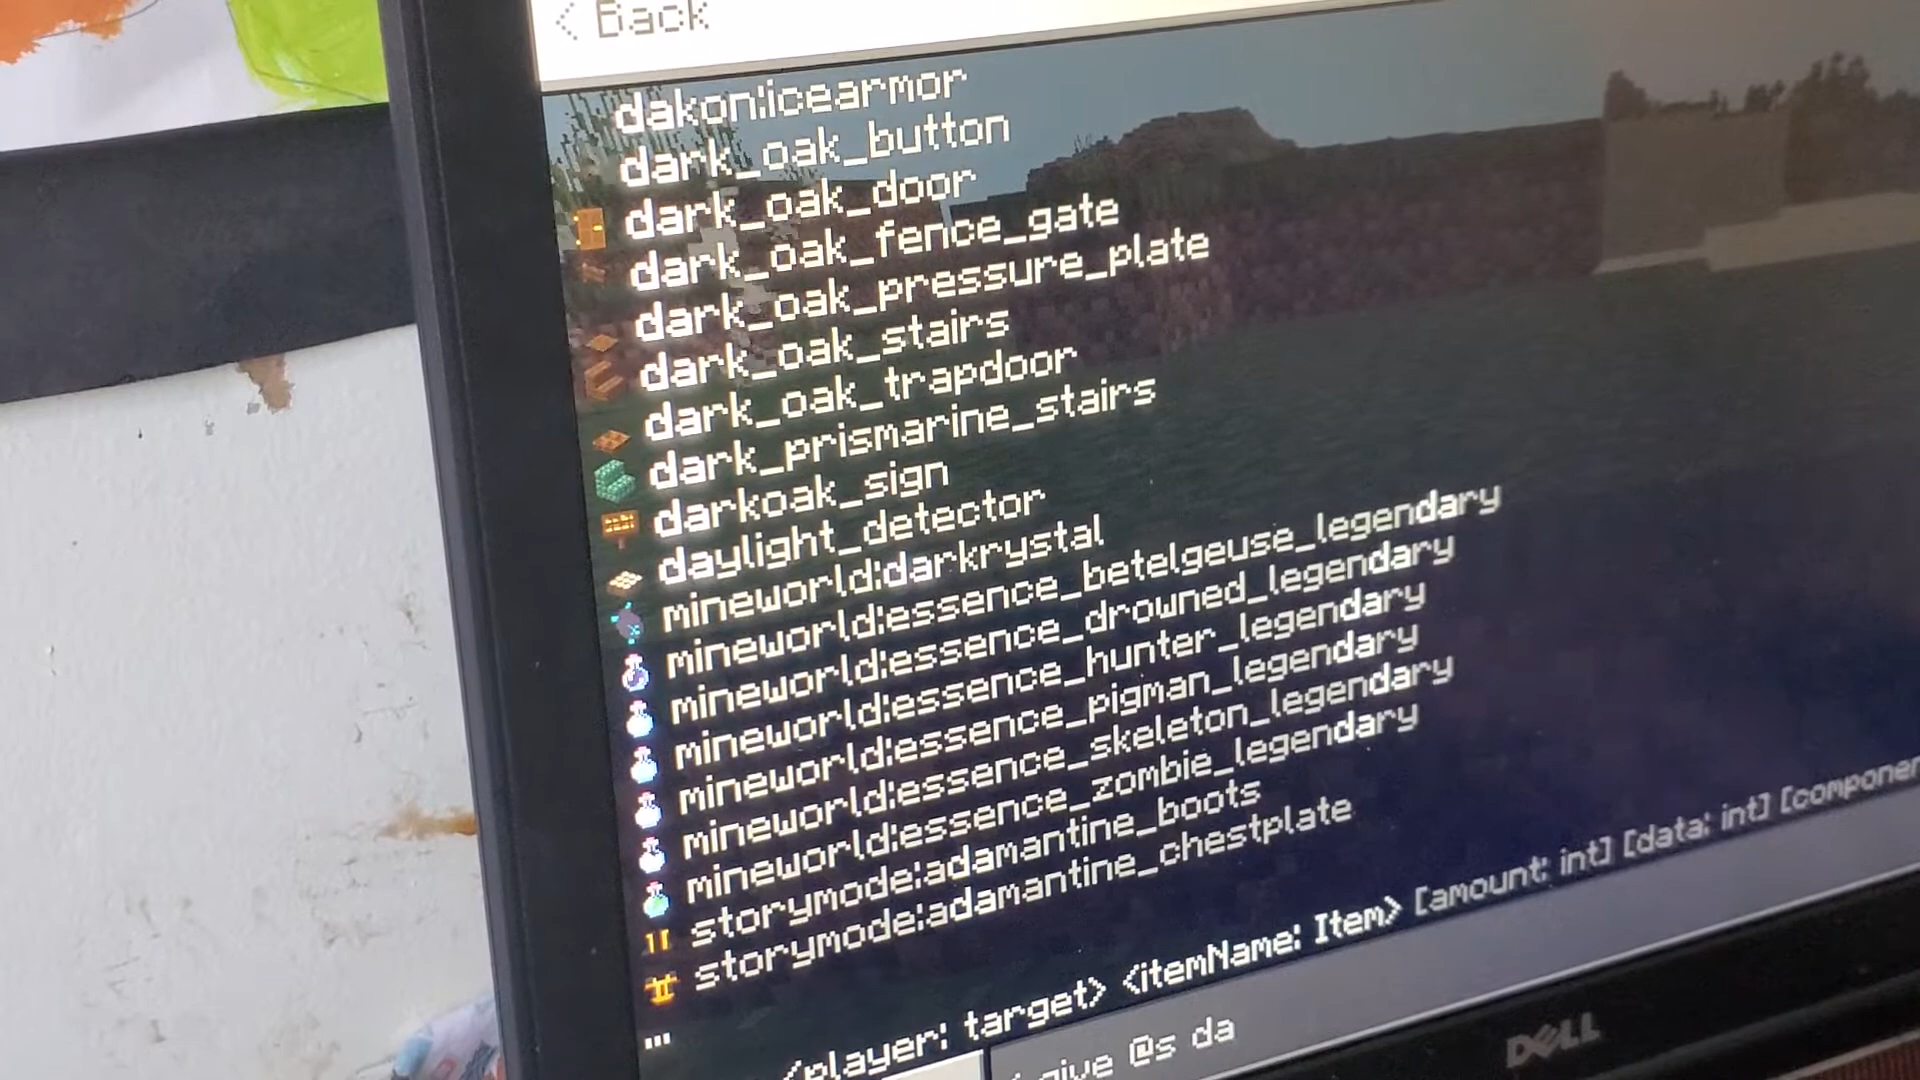 < Back
dakon:icearmor
dark_oak_button
dark_oak_door
dark_oak_fence_gate
dark_oak_pressure_plate
dark_oak_stairs
dark_oak_trapdoor
dark_prismarine_stairs
darkoak_sign
daylight_detector
mineworld:darkrystal
mineworld:essence_betelgeuse_legendary
mineworld:essence_drowned_legendary
mineworld:essence_hunter_legendary
mineworld:essence_pigman_legendary
mineworld:essence_skeleton_legendary
mineworld:essence_zombie_legendary
storymode:adamantine_boots
storymode:adamantine_chestplate
...
<player: target> <itemName: Item> [amount: int] [data: int] [componen
give @s da
DELL